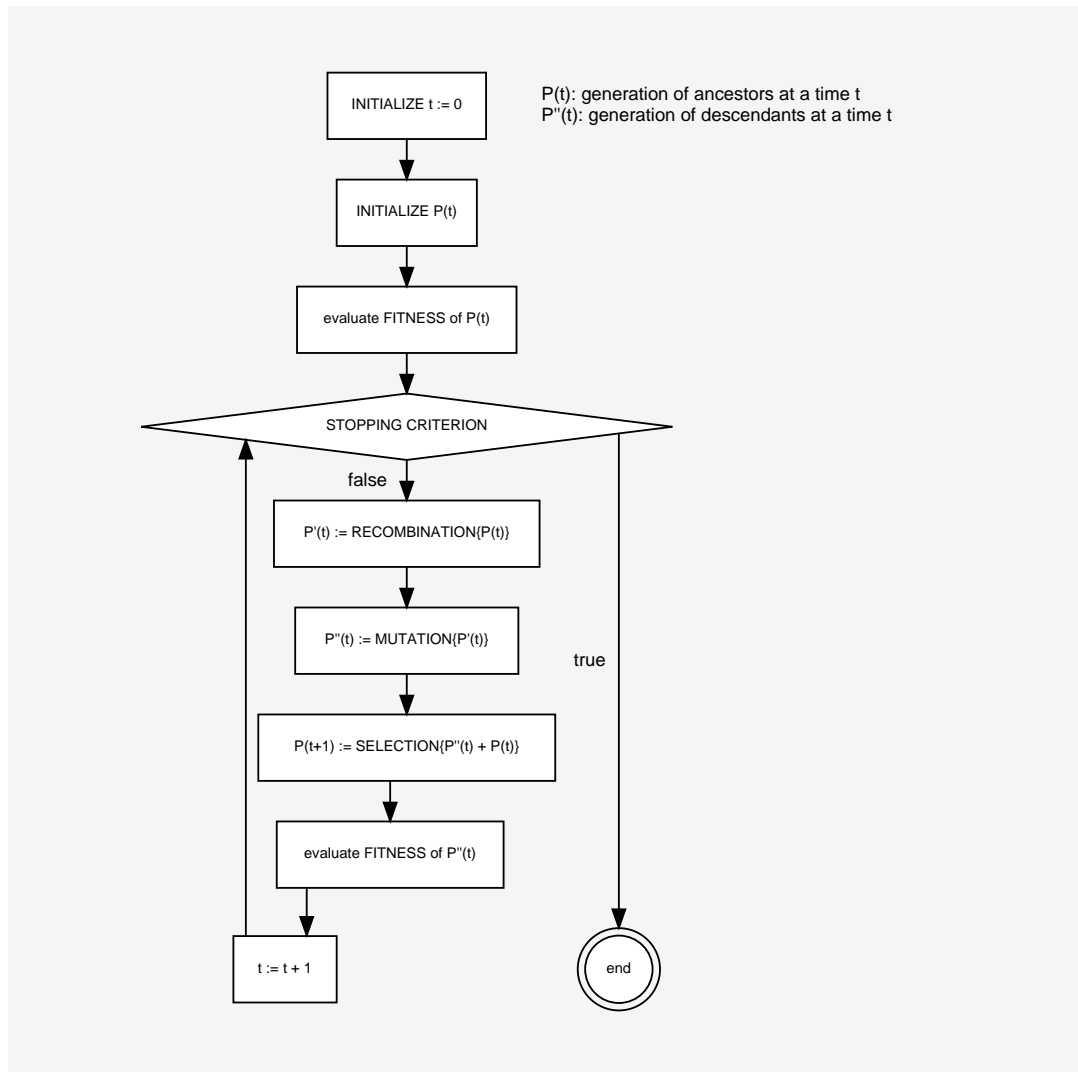 INITIALIZE t := 0
P(t): generation of ancestors at a time t
P"(t): generation of descendants at a time t
INITIALIZE P(t)
evaluate FITNESS of P(t)
STOPPING CRITERION
false
P'(t) := RECOMBINATION{P(t)}
P"(t) := MUTATION{P'(t)}
true
P(t+1) := SELECTION{P"(t) + P(t)}
evaluate FITNESS of P"(t)
t := t + 1
end